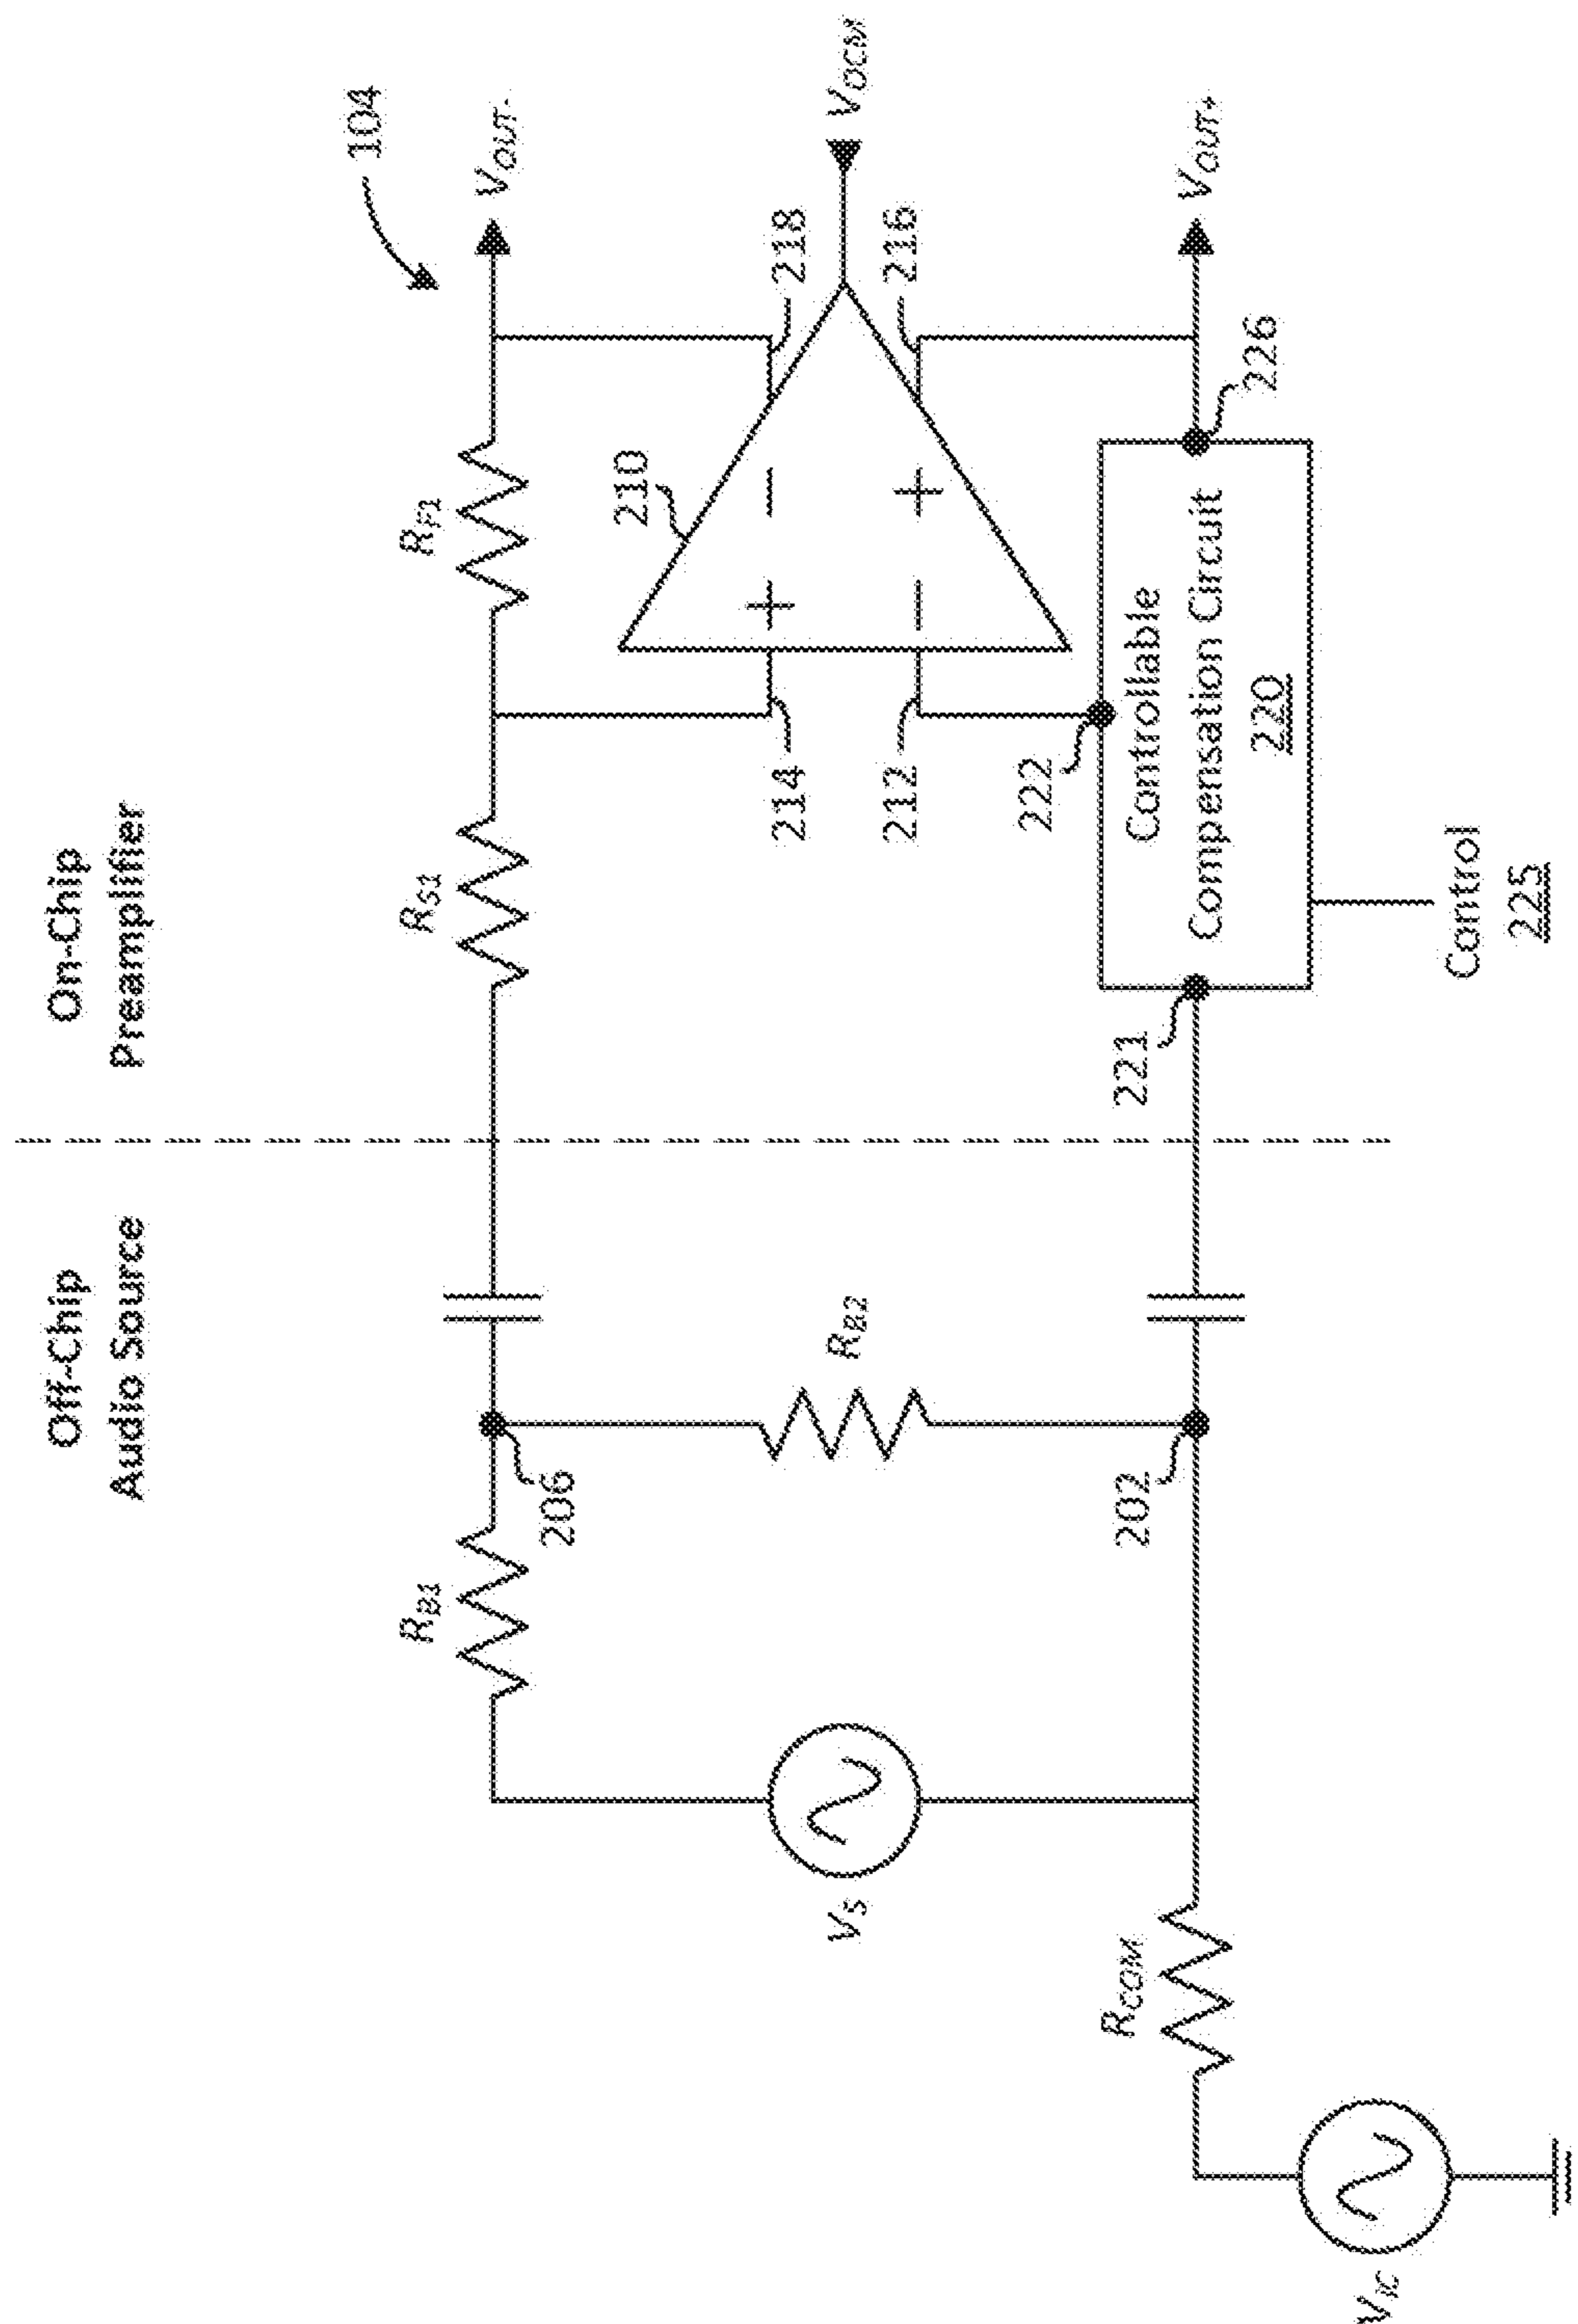 Off-Chip
Audio Source
On-Chip
Preamplifier
104
R_B1
R_S1
R_F1
V_OUT-
206
210
218
V_S
R_B2
214
V_OCM
212
216
202
222
R_COM
221
Controllable
Compensation Circuit
220
226
V_OUT+
V_IC
Control
225